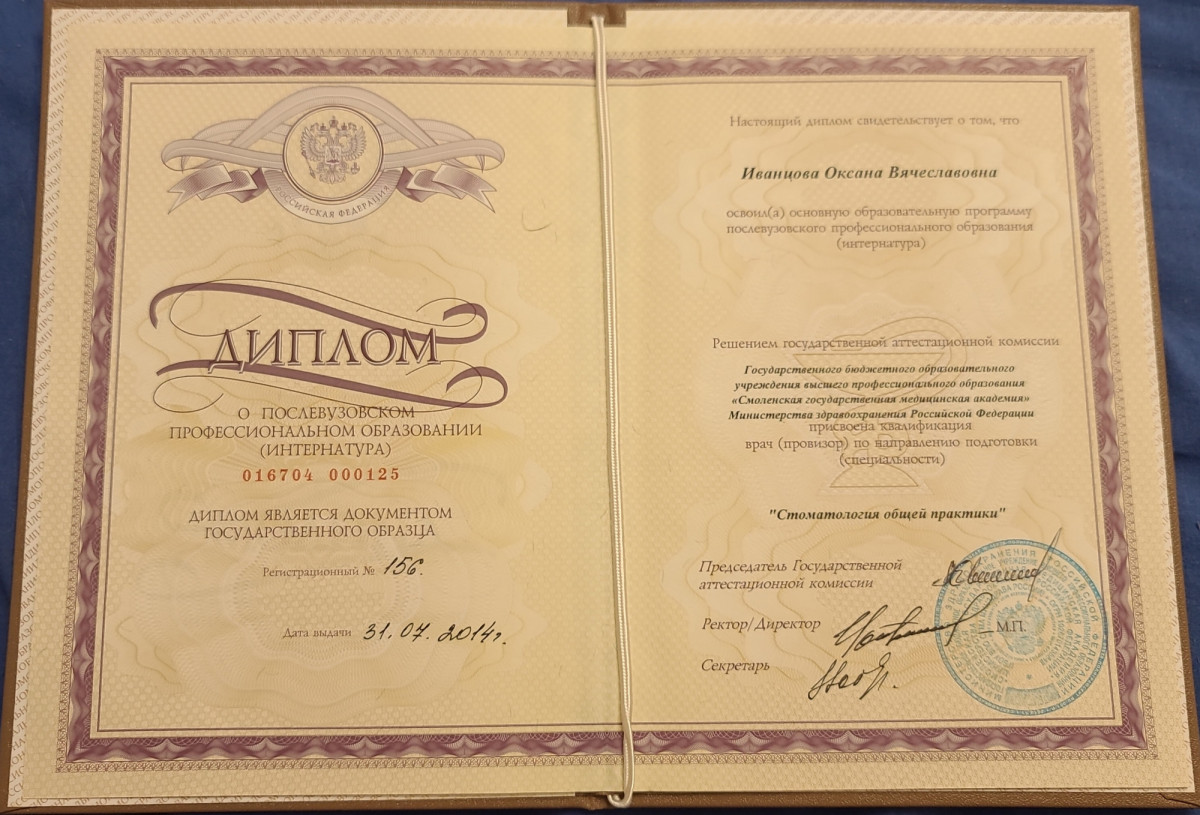 РОССИЙСКАЯ ФЕДЕРАЦИЯ
ДИПЛОМ
О ПОСЛЕВУЗОВСКОМ
ПРОФЕССИОНАЛЬНОМ ОБРАЗОВАНИИ
(ИНТЕРНАТУРА)
016704 000125
ДИПЛОМ ЯВЛЯЕТСЯ ДОКУМЕНТОМ
ГОСУДАРСТВЕННОГО ОБРАЗЦА
Регистрационный № 156.
Дата выдачи 31.07.2014г.
Настоящий диплом свидетельствует о том, что
Иванцова Оксана Вячеславовна
освоил(а) основную образовательную программу
послевузовского профессионального образования
(интернатура)
Решением государственной аттестационной комиссии
Государственного бюджетного образовательного
учреждения высшего профессионального образования
«Смоленская государственная медицинская академия»
Министерства здравоохранения Российской Федерации
присвоена квалификация
врач (провизор) по направлению подготовки
(специальности)
"Стоматология общей практики"
Председатель Государственной
аттестационной комиссии
Ректор/Директор
М.П.
Секретарь